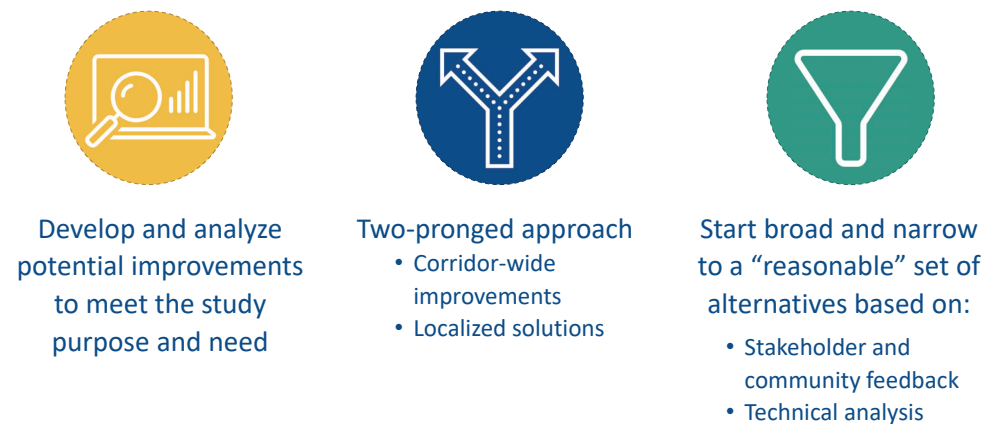 Develop and analyze
potential improvements
to meet the study
purpose and need
Two-pronged approach
• Corridor-wide
improvements
• Localized solutions
Start broad and narrow
to a “reasonable” set of
alternatives based on:
• Stakeholder and
community feedback
• Technical analysis